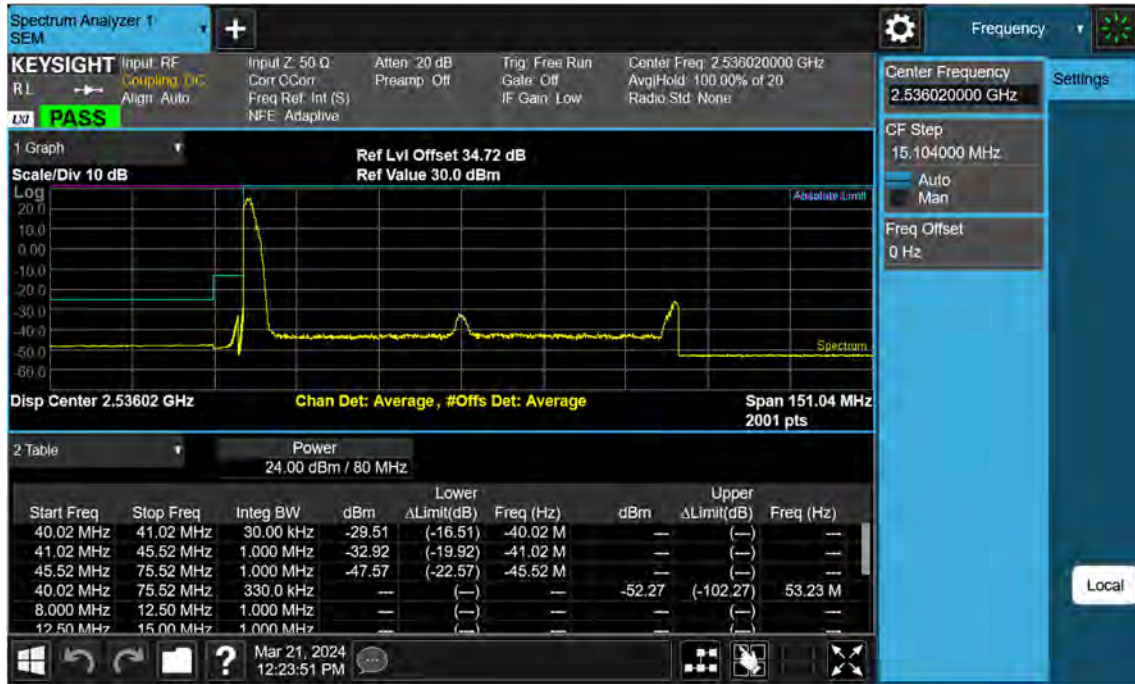 Spectrum Analyzer 1
SEM
Frequency
KEYSIGHT
RL
LXI
PASS
Input: RF
Coupling: DC
Align: Auto
Input Z: 50 Ω
Corr CCorr
Freq Ref: Int (S)
NFE: Adaptive
Atten: 20 dB
Preamp: Off
Trig: Free Run
Gate: Off
IF Gain: Low
Center Freq: 2.536020000 GHz
Avg|Hold: 100.00% of 20
Radio Std: None
Center Frequency
2.536020000 GHz
Settings
CF Step
15.104000 MHz
Auto
Man
Freq Offset
0 Hz
Local
1 Graph
Scale/Div 10 dB
Ref Lvl Offset 34.72 dB
Ref Value 30.0 dBm
Log
20.0
10.0
0.00
-10.0
-20.0
-30.0
-40.0
-50.0
-60.0
Absolute Limit
Spectrum
Disp Center 2.53602 GHz
Chan Det: Average, #Offs Det: Average
Span 151.04 MHz
2001 pts
2 Table
Power
24.00 dBm / 80 MHz
Lower Upper
Start Freq Stop Freq Integ BW dBm ΔLimit(dB) Freq (Hz) dBm ΔLimit(dB) Freq (Hz)
40.02 MHz 41.02 MHz 30.00 kHz -29.51 (-16.51) -40.02 M --- (---) ---
41.02 MHz 45.52 MHz 1.000 MHz -32.92 (-19.92) -41.02 M --- (---) ---
45.52 MHz 75.52 MHz 1.000 MHz -47.57 (-22.57) -45.52 M --- (---) ---
40.02 MHz 75.52 MHz 330.0 kHz --- (---) --- -52.27 (-102.27) 53.23 M
8.000 MHz 12.50 MHz 1.000 MHz --- (---) --- --- (---) ---
12.50 MHz 15.00 MHz 1.000 MHz --- (---) --- --- (---) ---
?
Mar 21, 2024
12:23:51 PM